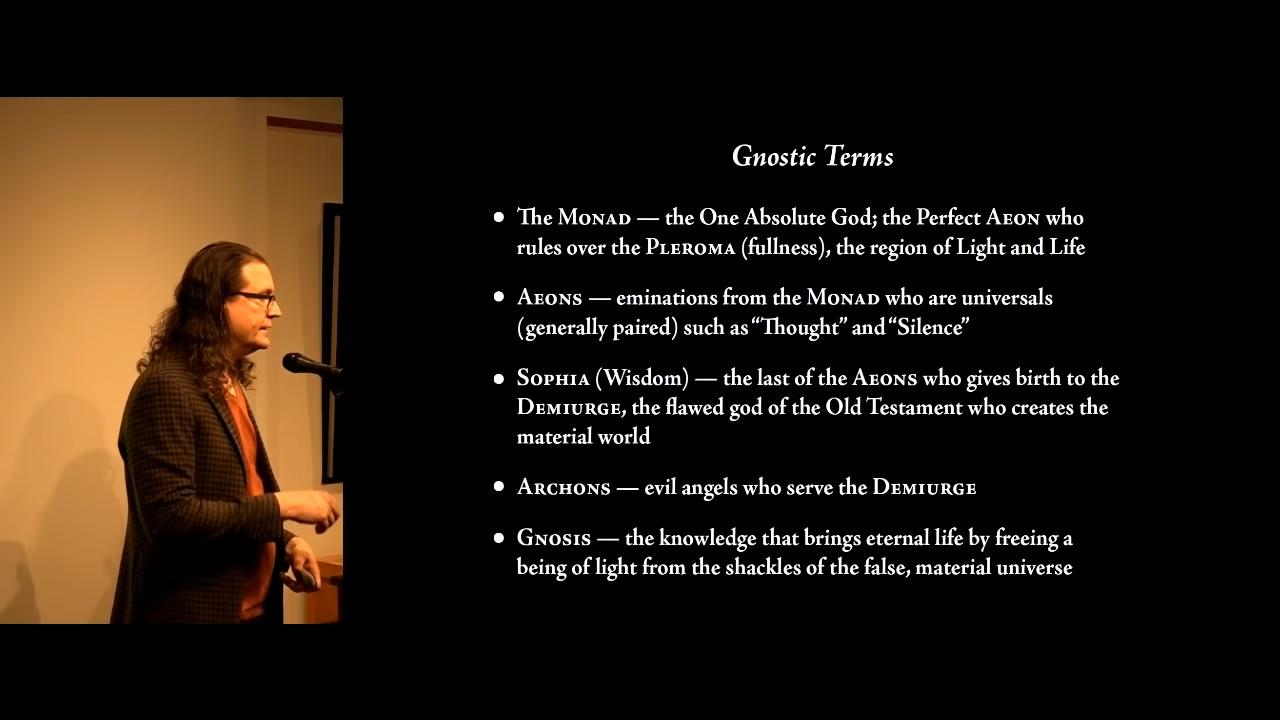 Gnostic Terms
• The Monad — the One Absolute God; the Perfect Aeon who
rules over the Pleroma (fullness), the region of Light and Life
• Aeons — eminations from the Monad who are universals
(generally paired) such as “Thought” and “Silence”
• Sophia (Wisdom) — the last of the Aeons who gives birth to the
Demiurge, the flawed god of the Old Testament who creates the
material world
• Archons — evil angels who serve the Demiurge
• Gnosis — the knowledge that brings eternal life by freeing a
being of light from the shackles of the false, material universe